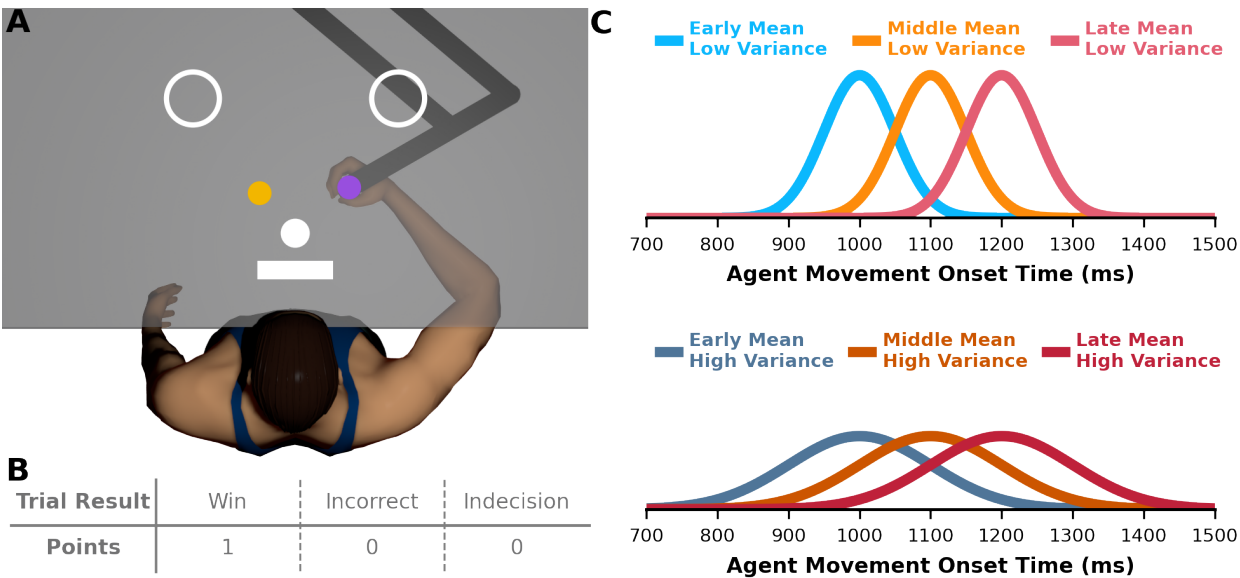 A
B
Trial Result Win Incorrect Indecision
Points 1 0 0
C
Early Mean
Low Variance
Middle Mean
Low Variance
Late Mean
Low Variance
700 800 900 1000 1100 1200 1300 1400 1500
Agent Movement Onset Time (ms)
Early Mean
High Variance
Middle Mean
High Variance
Late Mean
High Variance
700 800 900 1000 1100 1200 1300 1400 1500
Agent Movement Onset Time (ms)